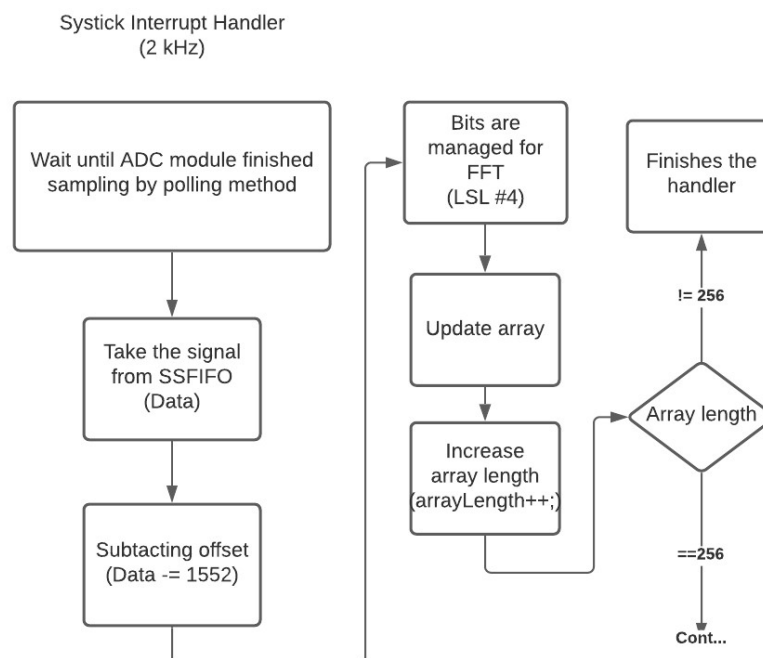 Systick Interrupt Handler
(2 kHz)
Wait until ADC module finished
sampling by polling method
Take the signal
from SSFIFO
(Data)
Subtacting offset
(Data -= 1552)
Bits are
managed for
FFT
(LSL #4)
Update array
Increase
array length
(arrayLength++;)
Array length
!= 256
Finishes the
handler
==256
Cont...